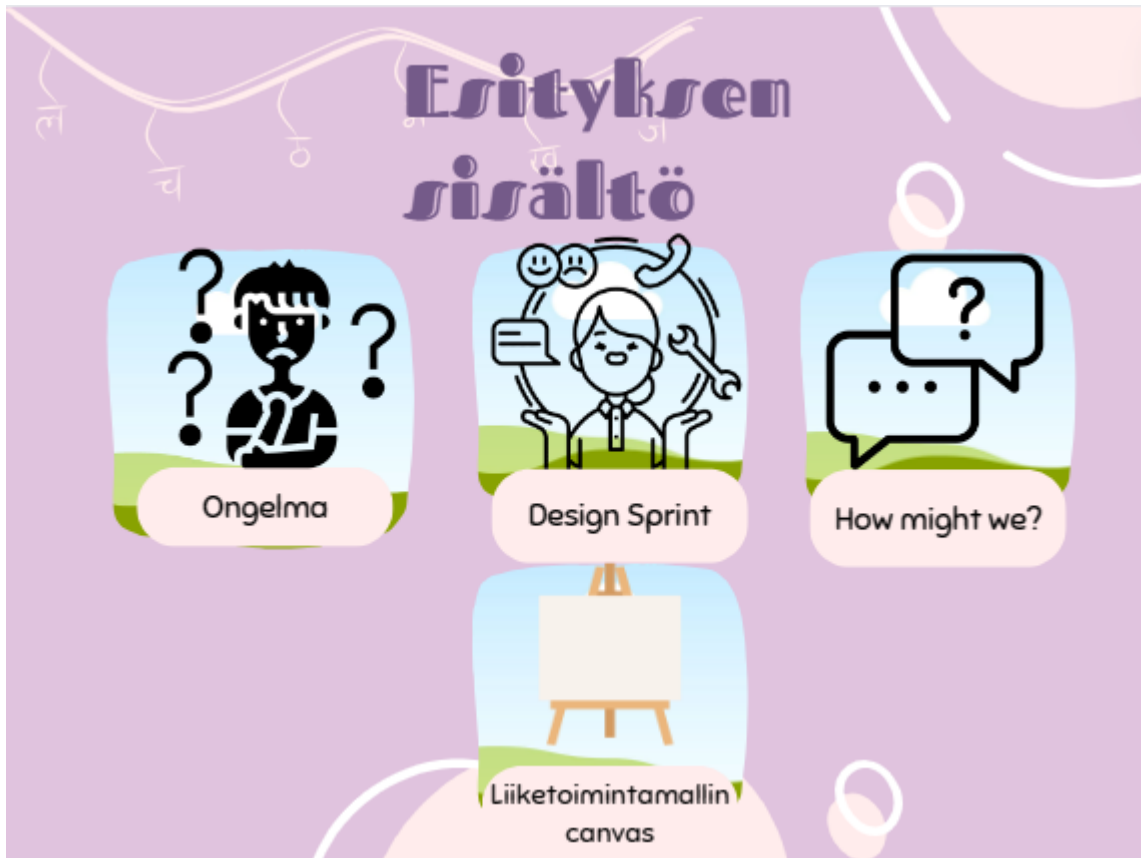 Esityksen
sisältö
ल
च
ठ
ख
ज
Ongelma
Design Sprint
How might we?
Liiketoimintamallin
canvas